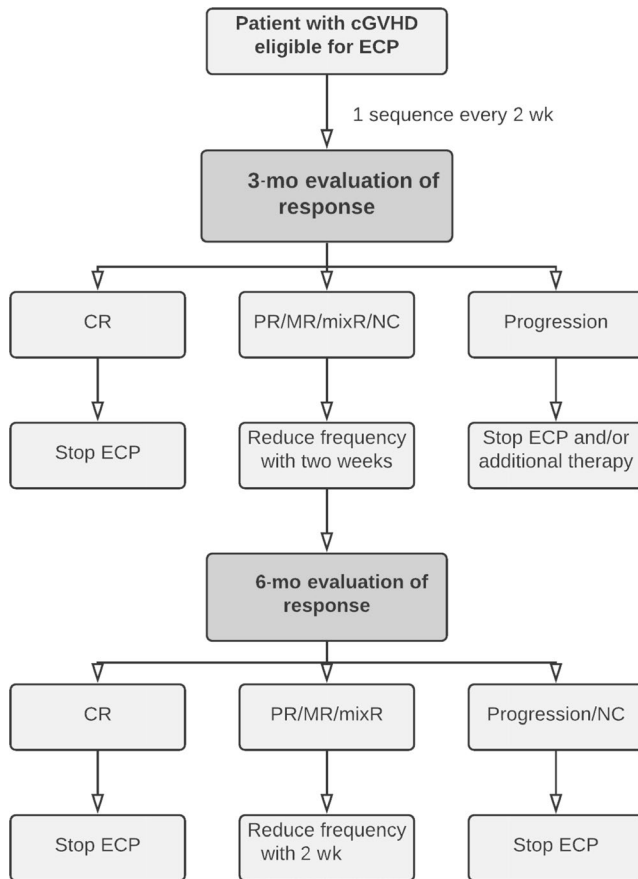 Patient with cGVHD
eligible for ECP
1 sequence every 2 wk
3-mo evaluation of
response
CR
PR/MR/mixR/NC
Progression
Stop ECP
Reduce frequency
with two weeks
Stop ECP and/or
additional therapy
6-mo evaluation of
response
CR
PR/MR/mixR
Progression/NC
Stop ECP
Reduce frequency
with 2 wk
Stop ECP